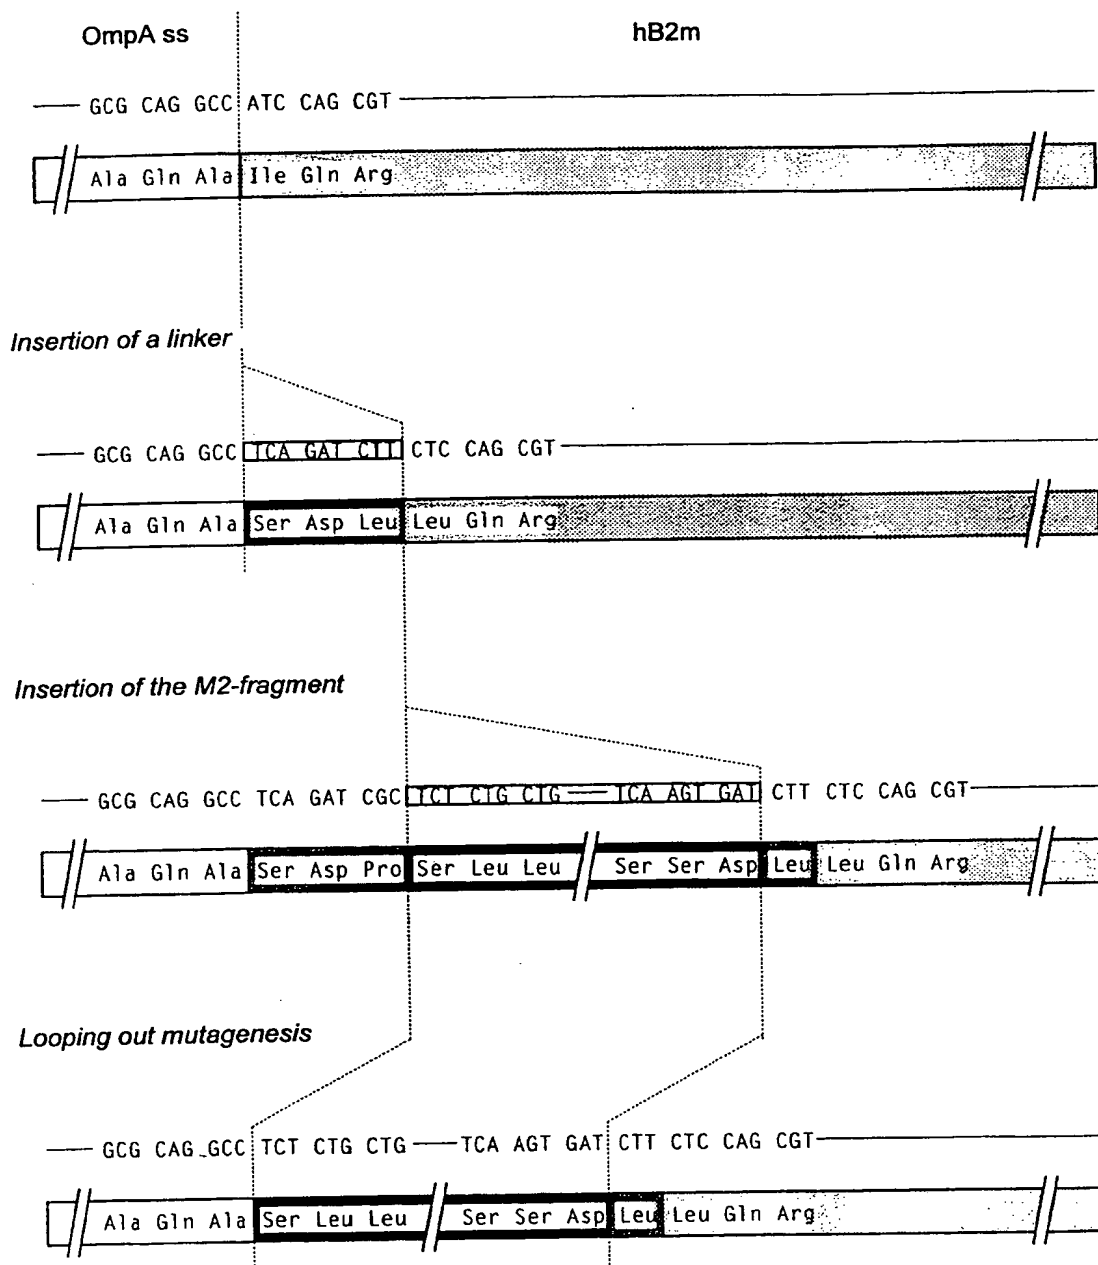 OmpA ss hB2m
GCG CAG GCC ATC CAG CGT
Ala Gln Ala Ile Gln Arg
Insertion of a linker
GCG CAG GCC TCA GAT CTT CTC CAG CGT
Ala Gln Ala Ser Asp Leu Leu Gln Arg
Insertion of the M2-fragment
GCG CAG GCC TCA GAT CGC TCT CTG CTG TCA AGT GAT CTT CTC CAG CGT
Ala Gln Ala Ser Asp Pro Ser Leu Leu Ser Ser Asp Leu Leu Gln Arg
Looping out mutagenesis
GCG CAG GCC TCT CTG CTG TCA AGT GAT CTT CTC CAG CGT
Ala Gln Ala Ser Leu Leu Ser Ser Asp Leu Leu Gln Arg